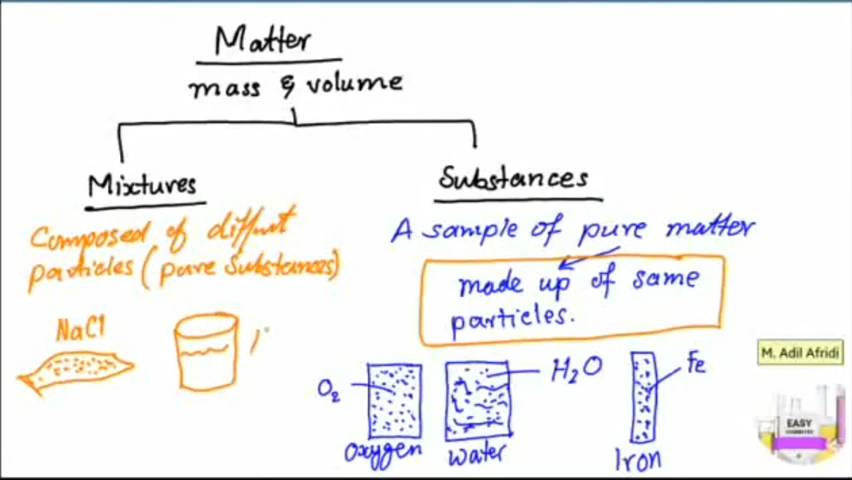 Matter
mass & volume
Mixtures
Substances
Composed of diffrnt
particles (pure Substances)
A sample of pure matter
made up of same
particles.
NaCl
O2
oxygen
H2O
water
Fe
Iron
M. Adil Afridi
EASY